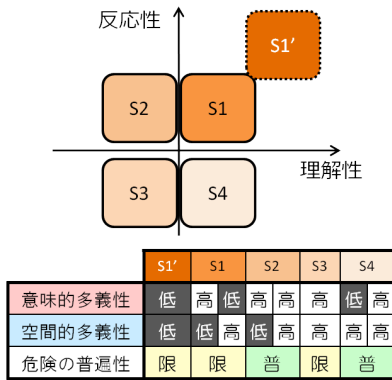 反応性
S1′
S2 S1
理解性
S3 S4
S1′ S1 S2 S3 S4
意味的多義性 低 高 低 高 高 高 低 高
空間的多義性 低 低 高 低 高 高 高 高
危険の普遍性 限 限 普 限 普